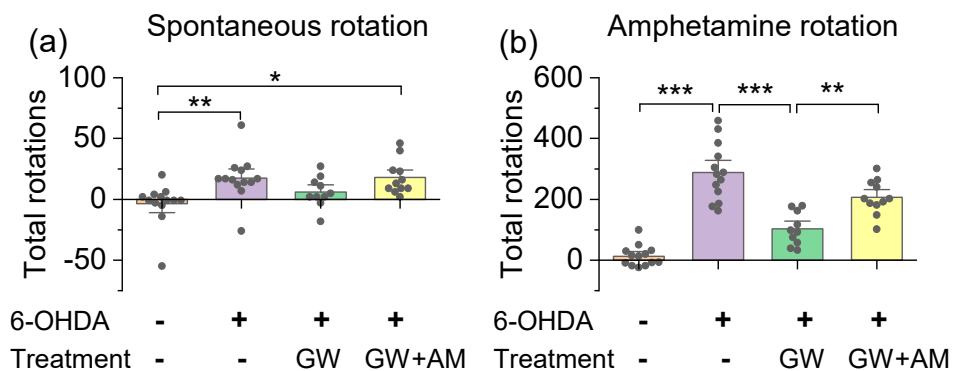 (a) Spontaneous rotation
Total rotations
100
50
0
-50
*
**
6-OHDA - + + +
Treatment - - GW GW+AM
(b) Amphetamine rotation
Total rotations
600
400
200
0
*** *** **
6-OHDA - + + +
Treatment - - GW GW+AM